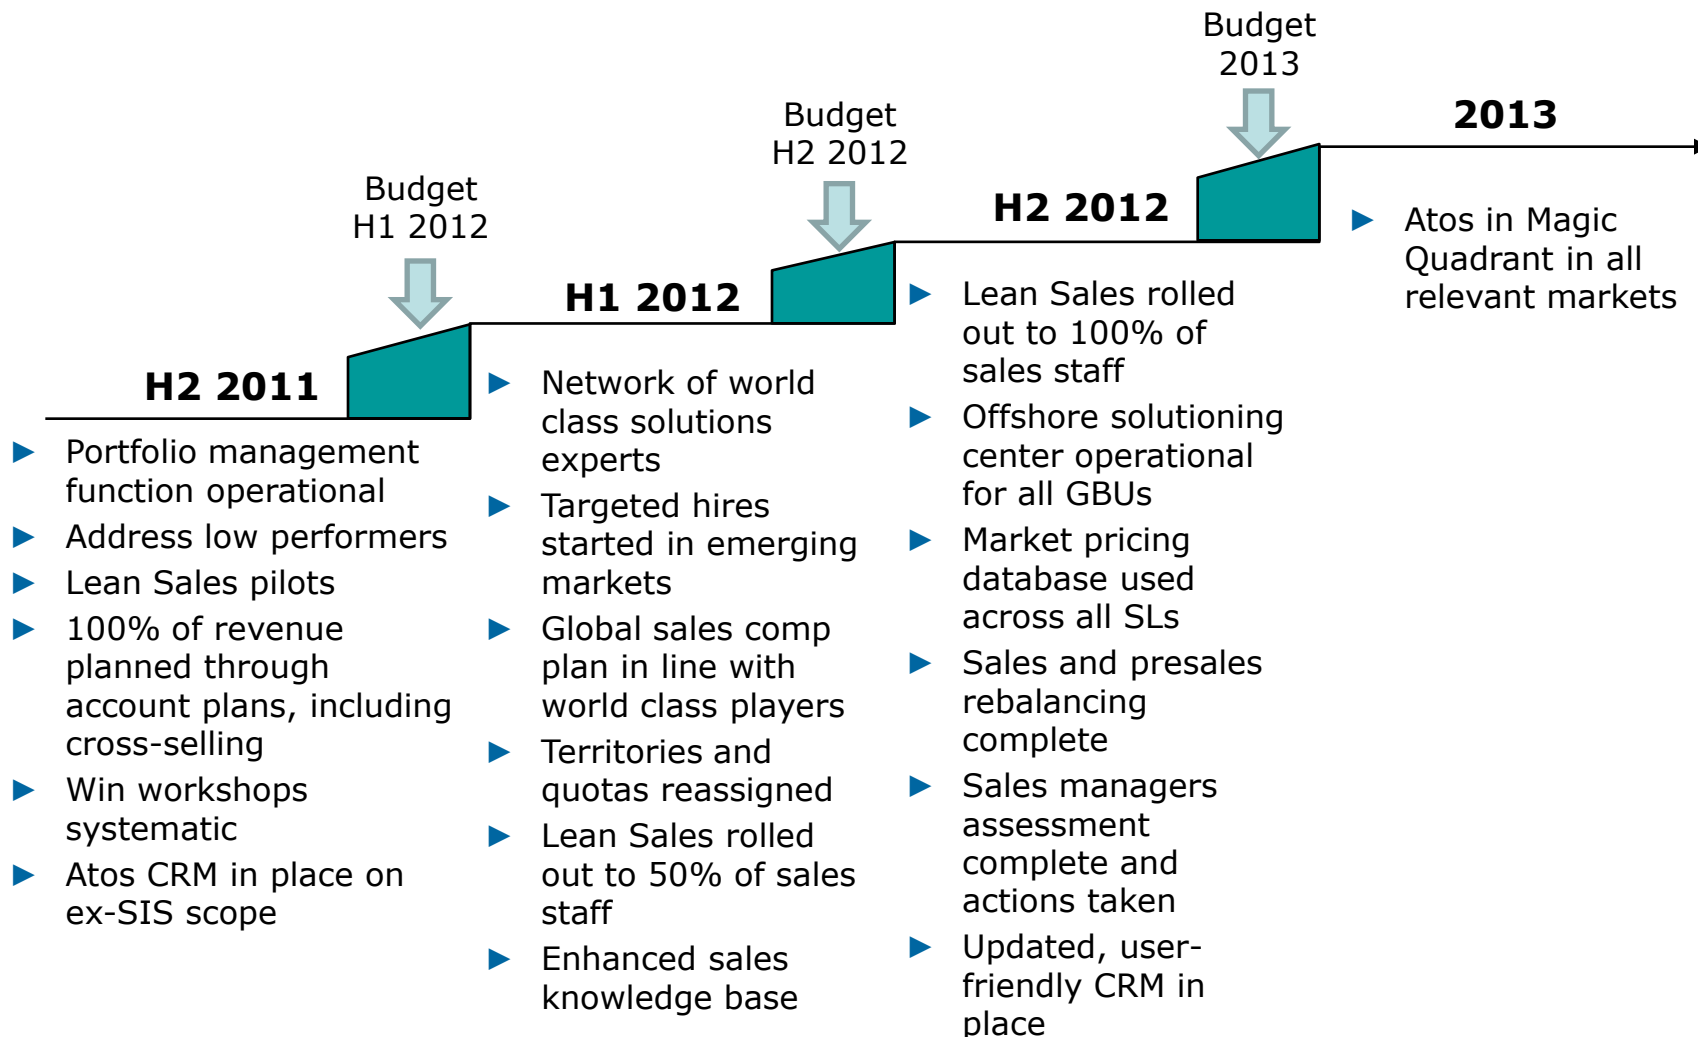 Budget
2013
2013
Budget
H2 2012
H2 2012
Budget
H1 2012
H1 2012
H2 2011
Portfolio management
function operational
Address low performers
Lean Sales pilots
100% of revenue
planned through
account plans, including
cross-selling
Win workshops
systematic
Atos CRM in place on
ex-SIS scope
Network of world
class solutions
experts
Targeted hires
started in emerging
markets
Global sales comp
plan in line with
world class players
Territories and
quotas reassigned
Lean Sales rolled
out to 50% of sales
staff
Enhanced sales
knowledge base
Lean Sales rolled
out to 100% of
sales staff
Offshore solutioning
center operational
for all GBUs
Market pricing
database used
across all SLs
Sales and presales
rebalancing
complete
Sales managers
assessment
complete and
actions taken
Updated, user-
friendly CRM in
place
Atos in Magic
Quadrant in all
relevant markets